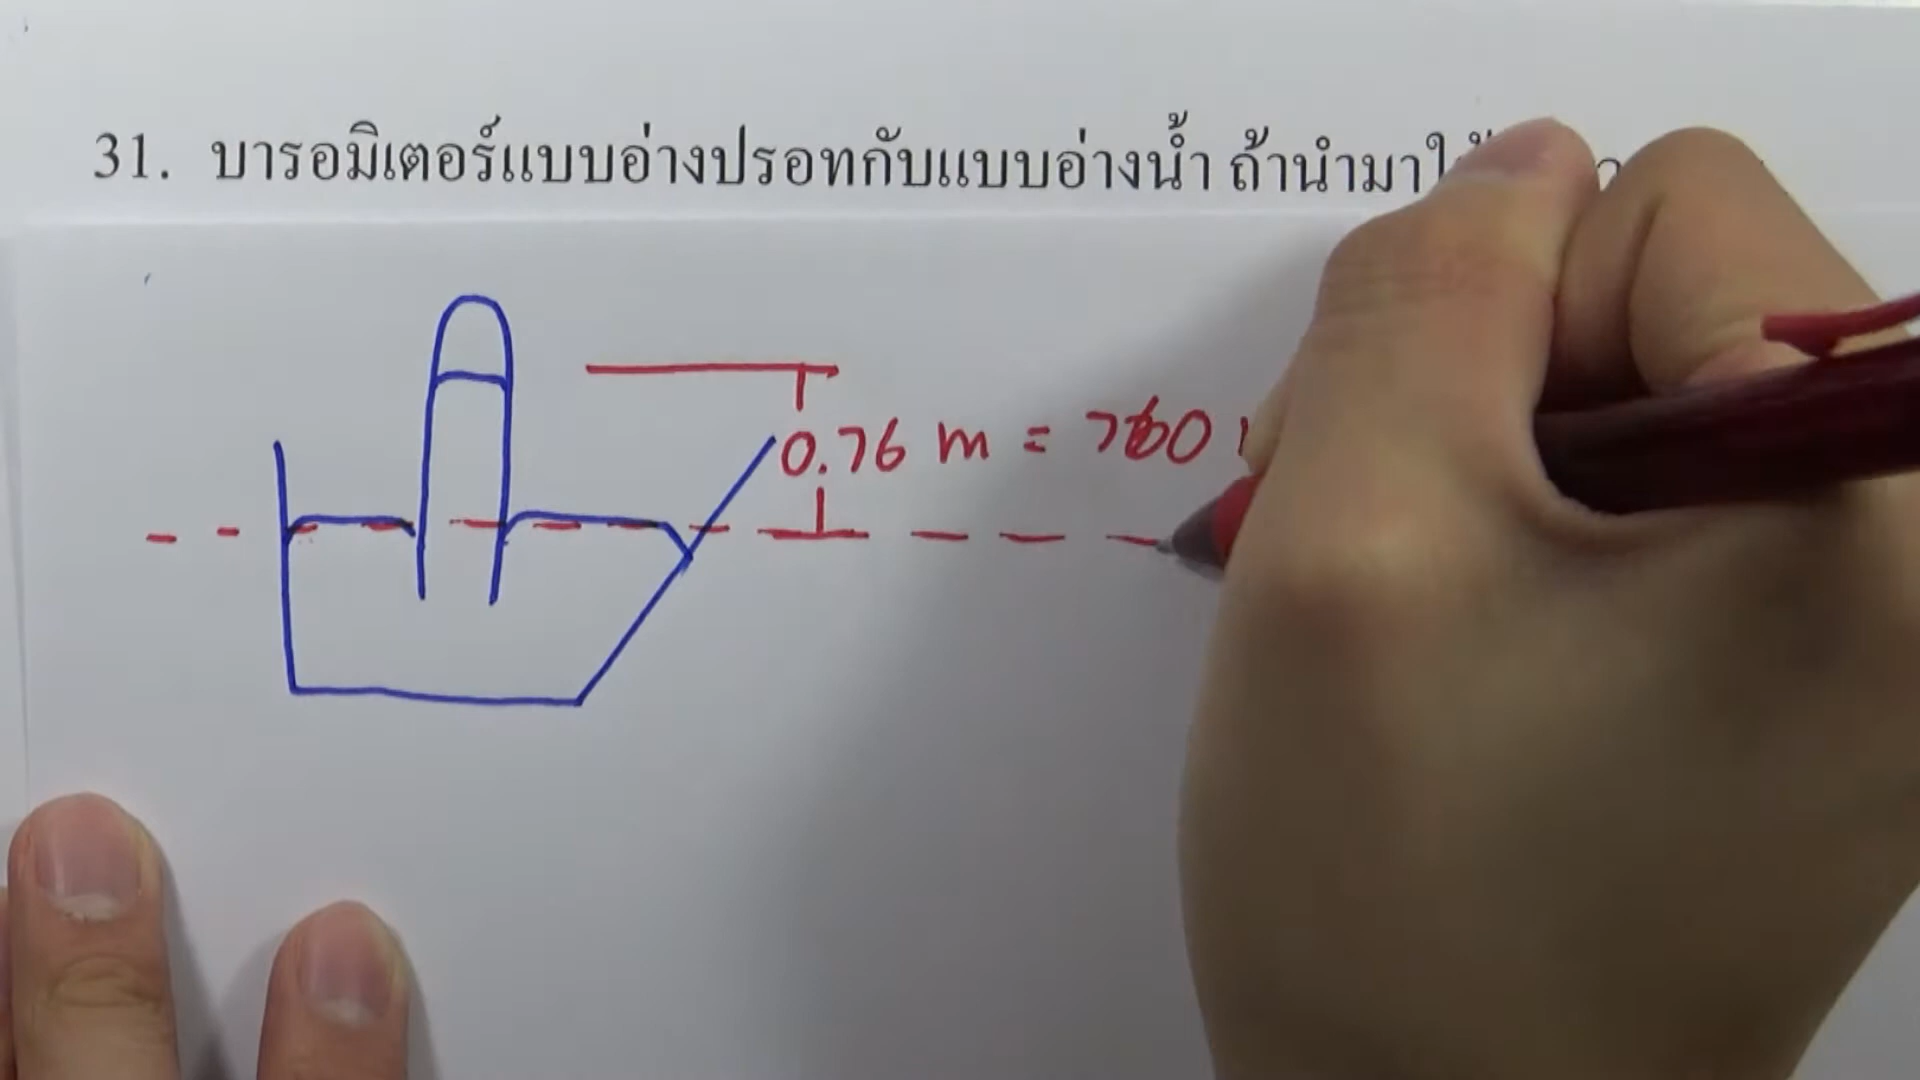 31. บารอมิเตอร์แบบอ่างปรอทกับแบบอ่างน้ำ ถ้านำมา
0.76 m = 760